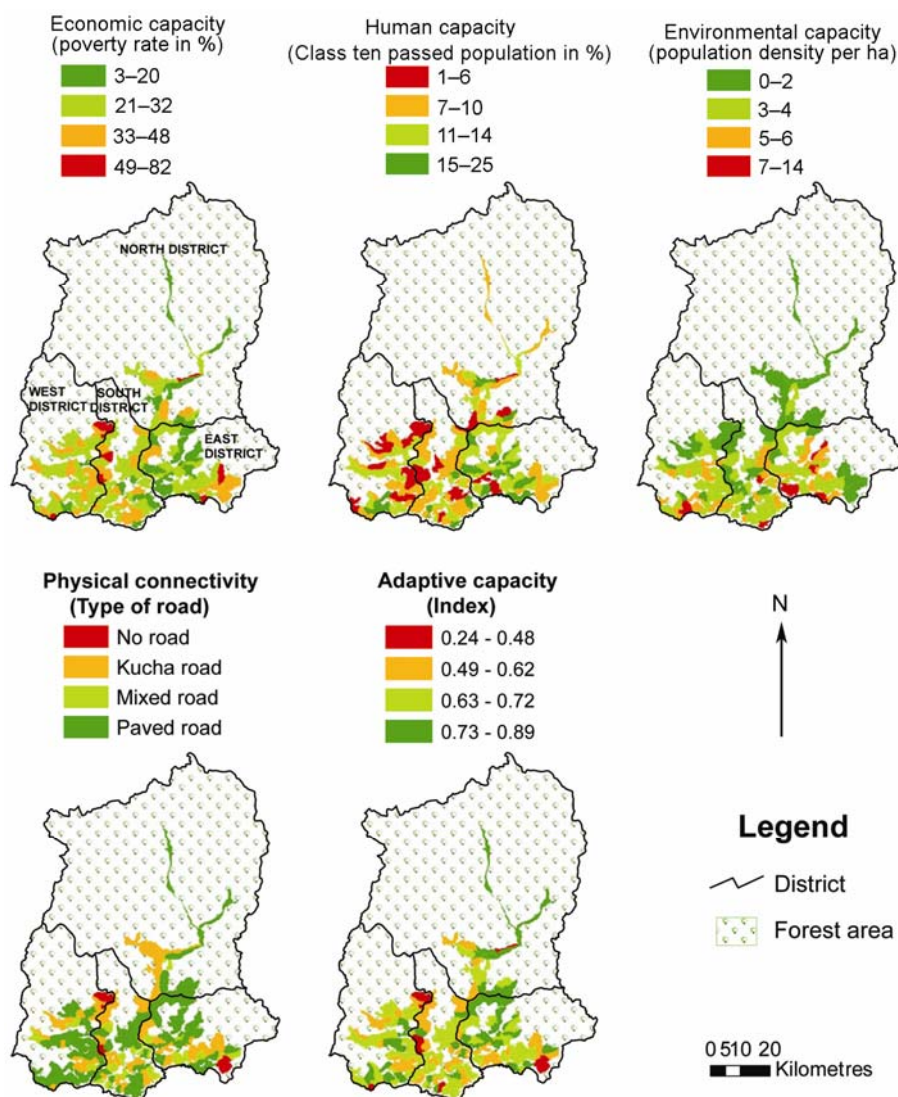 Economic capacity
(poverty rate in %)
3–20
21–32
33–48
49–82
Human capacity
(Class ten passed population in %)
1–6
7–10
11–14
15–25
Environmental capacity
(population density per ha)
0–2
3–4
5–6
7–14
NORTH DISTRICT
WEST
DISTRICT
SOUTH
DISTRICT
EAST
DISTRICT
Physical connectivity
(Type of road)
No road
Kucha road
Mixed road
Paved road
Adaptive capacity
(Index)
0.24 - 0.48
0.49 - 0.62
0.63 - 0.72
0.73 - 0.89
N
Legend
District
Forest area
0 510 20
Kilometres